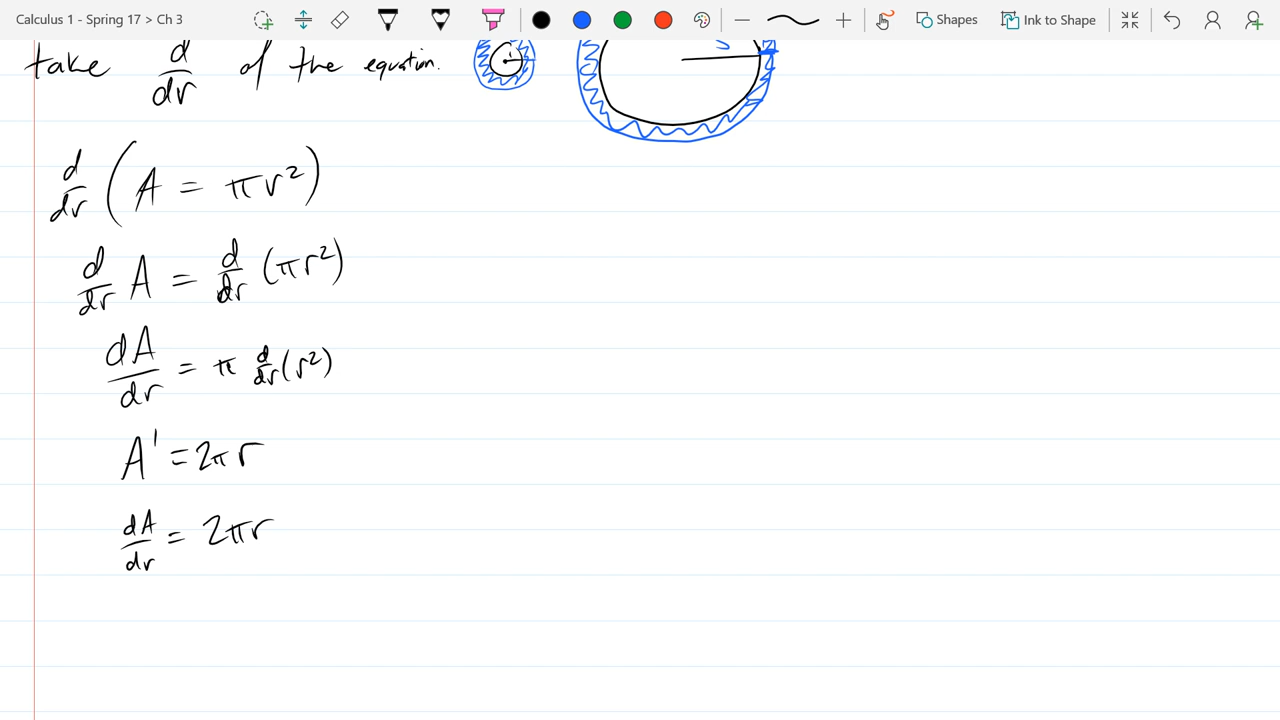 Calculus 1 - Spring 17 > Ch 3 Shapes Ink to Shape
take d/dr of the equation.
d/dr (A = πr²)
d/dr A = d/dr (πr²)
dA/dr = π d/dr (r²)
A' = 2πr
dA/dr = 2πr